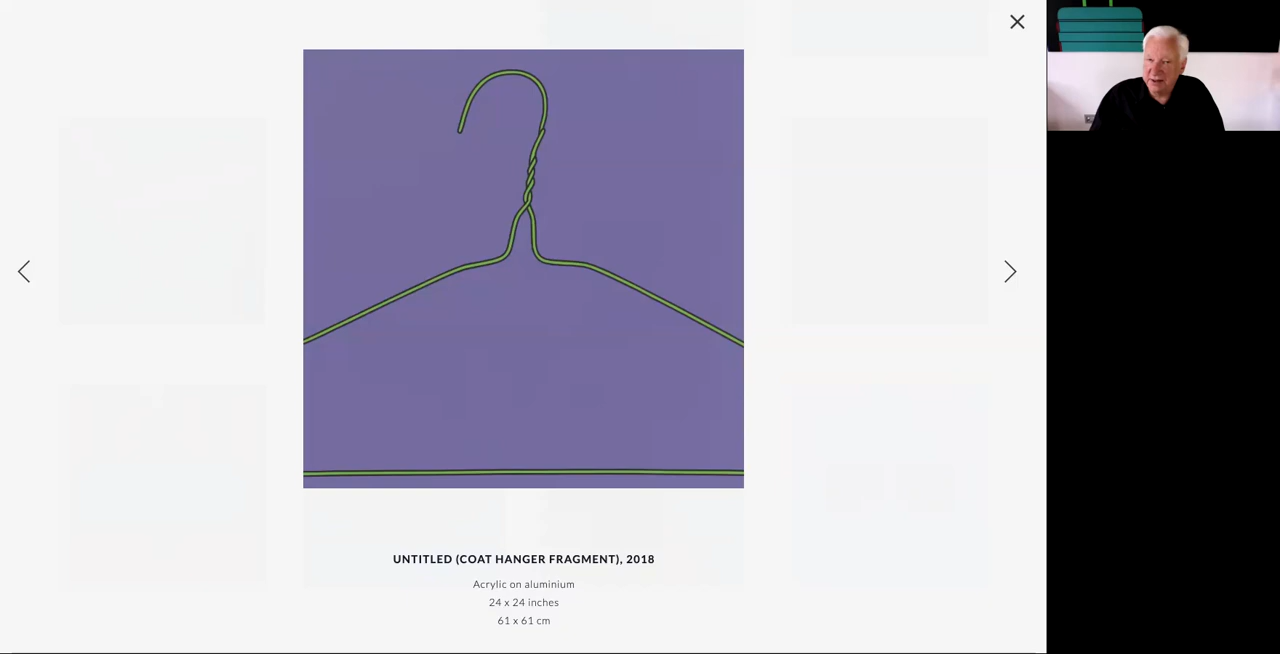 UNTITLED (COAT HANGER FRAGMENT), 2018
Acrylic on aluminium
24 x 24 inches
61 x 61 cm